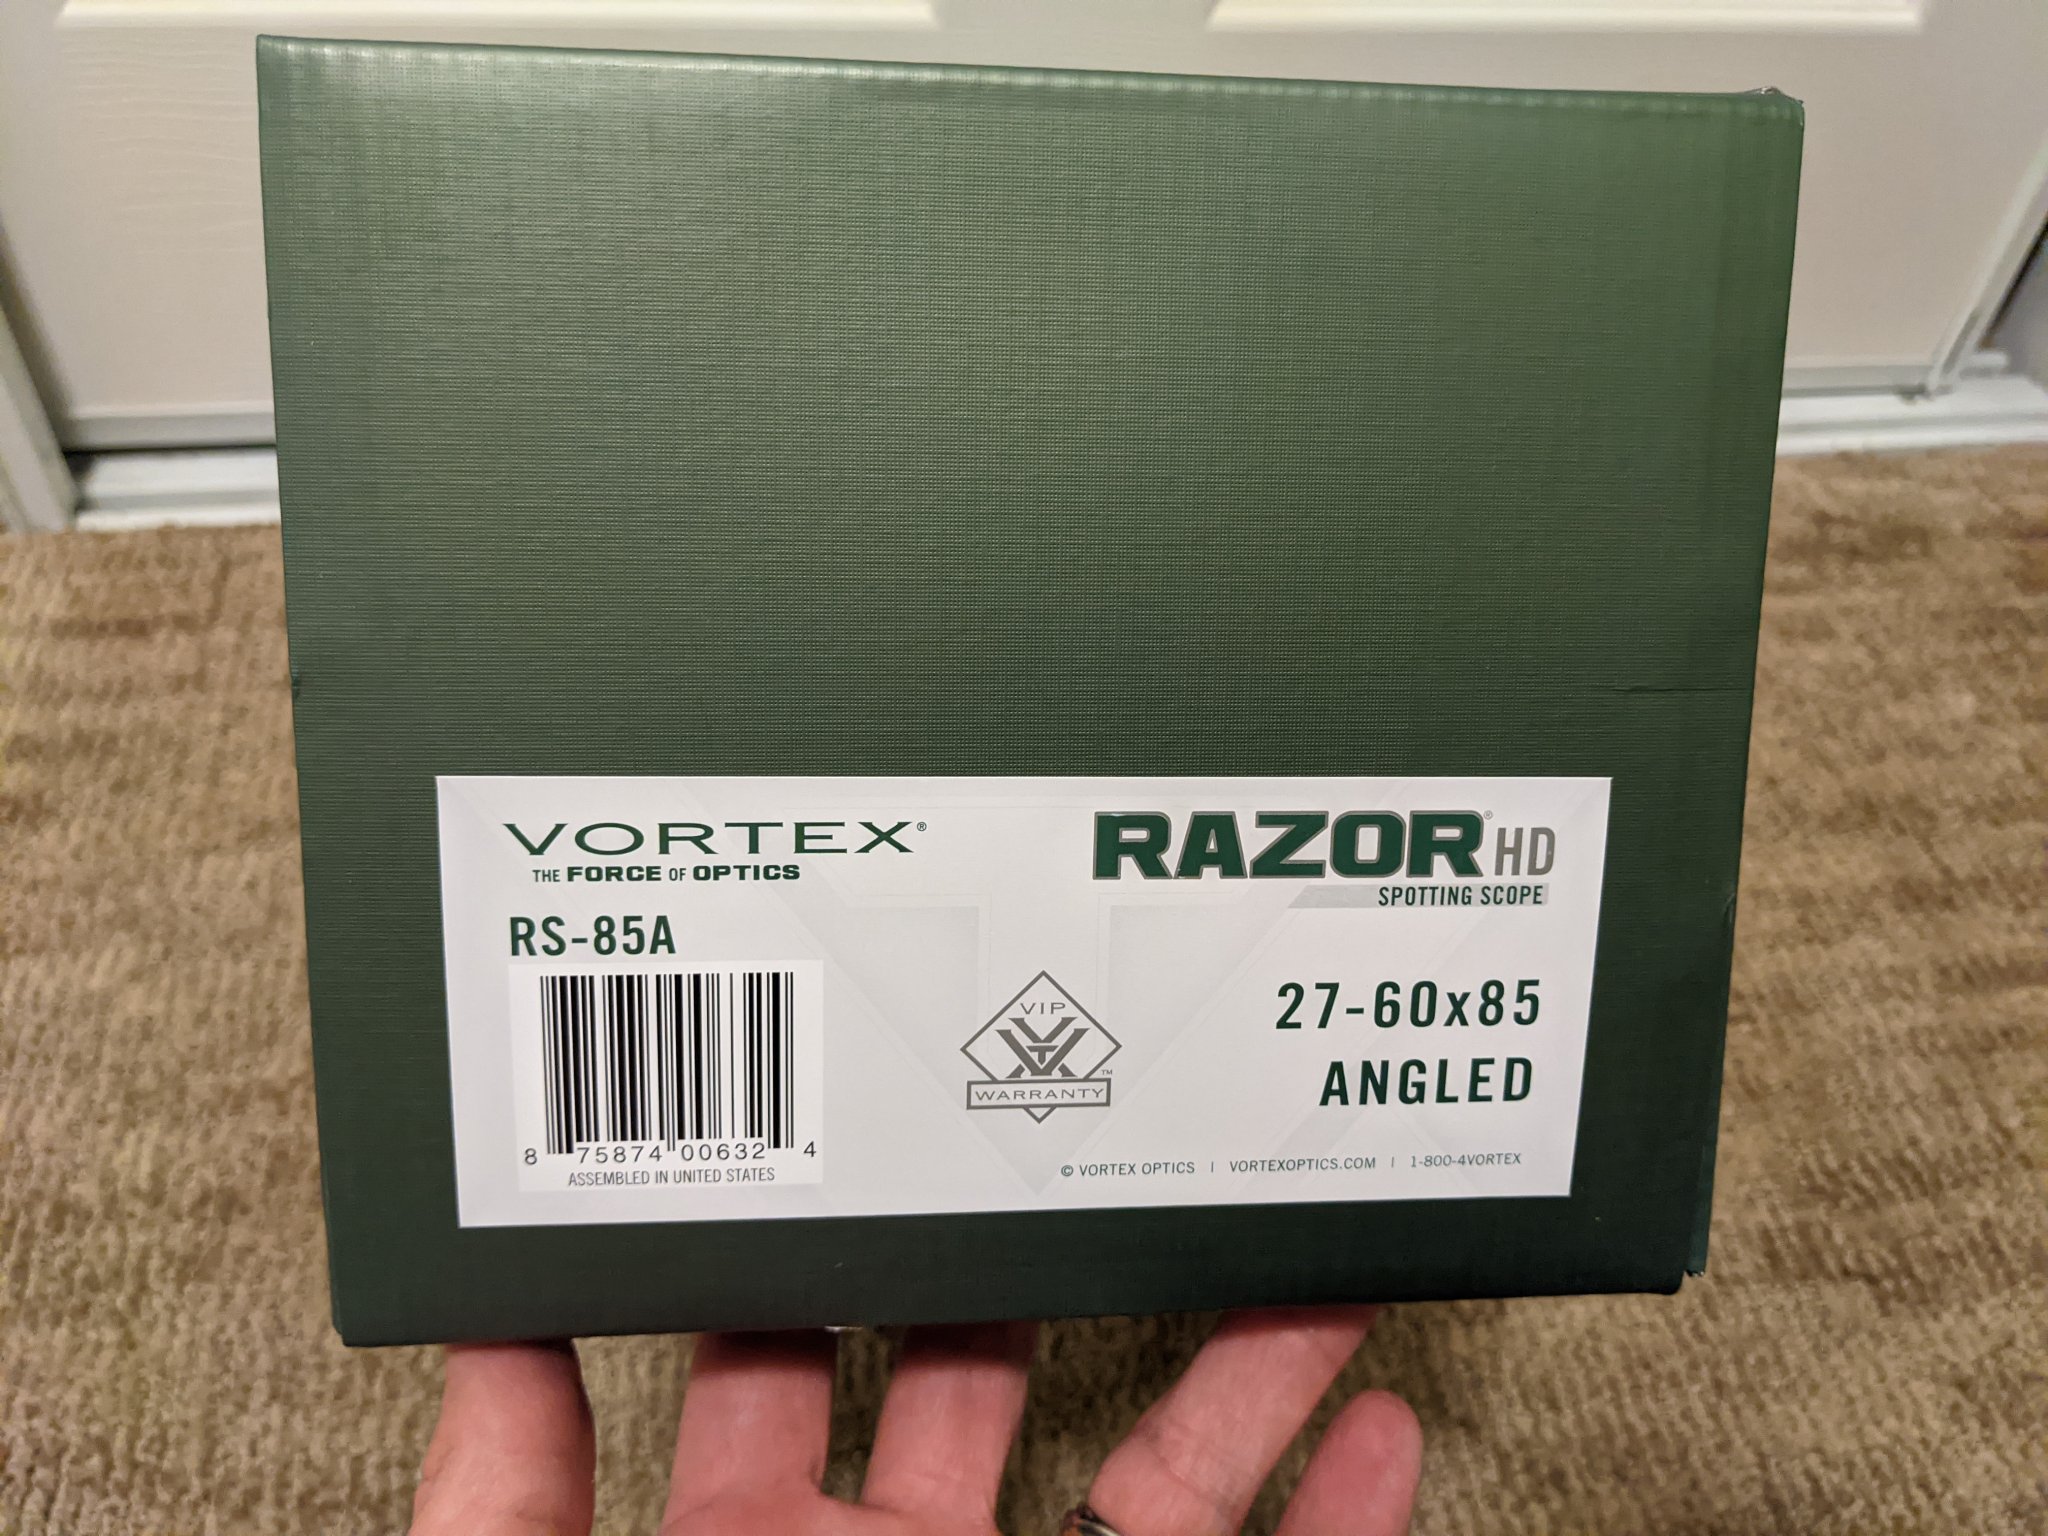 VORTEX®
THE FORCE OF OPTICS
RAZOR® HD
SPOTTING SCOPE
RS-85A
8 75874 00632 4
ASSEMBLED IN UNITED STATES
VIP
WARRANTY™
27-60x85
ANGLED
© VORTEX OPTICS | VORTEXOPTICS.COM | 1-800-4VORTEX